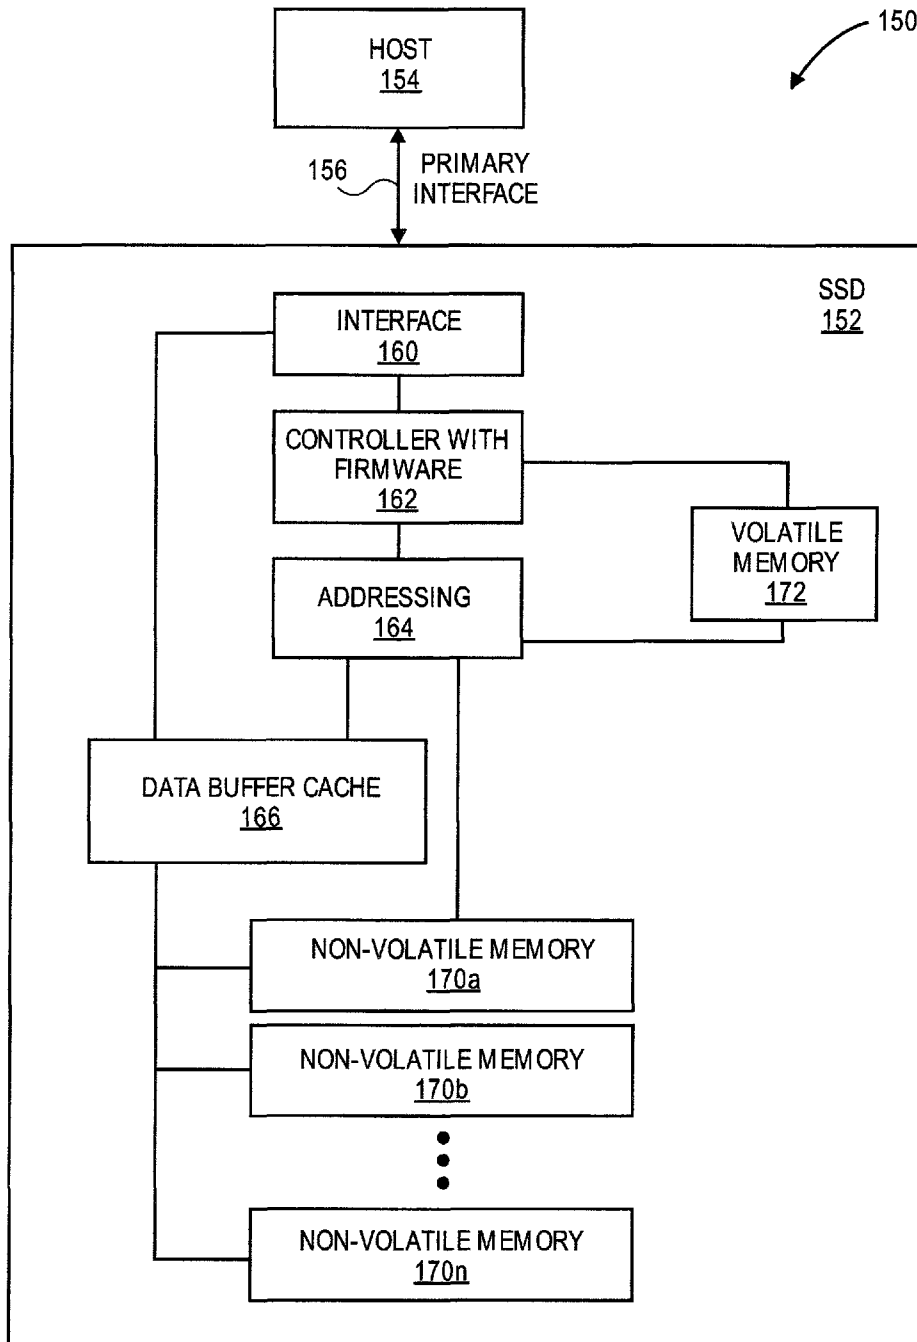 150
HOST
154
156
PRIMARY
INTERFACE
SSD
152
INTERFACE
160
CONTROLLER WITH
FIRMWARE
162
VOLATILE
MEMORY
172
ADDRESSING
164
DATA BUFFER CACHE
166
NON-VOLATILE MEMORY
170a
NON-VOLATILE MEMORY
170b
NON-VOLATILE MEMORY
170n